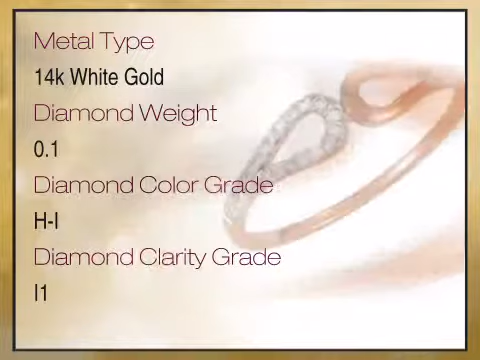 Metal Type
14k White Gold
Diamond Weight
0.1
Diamond Color Grade
H-I
Diamond Clarity Grade
I1